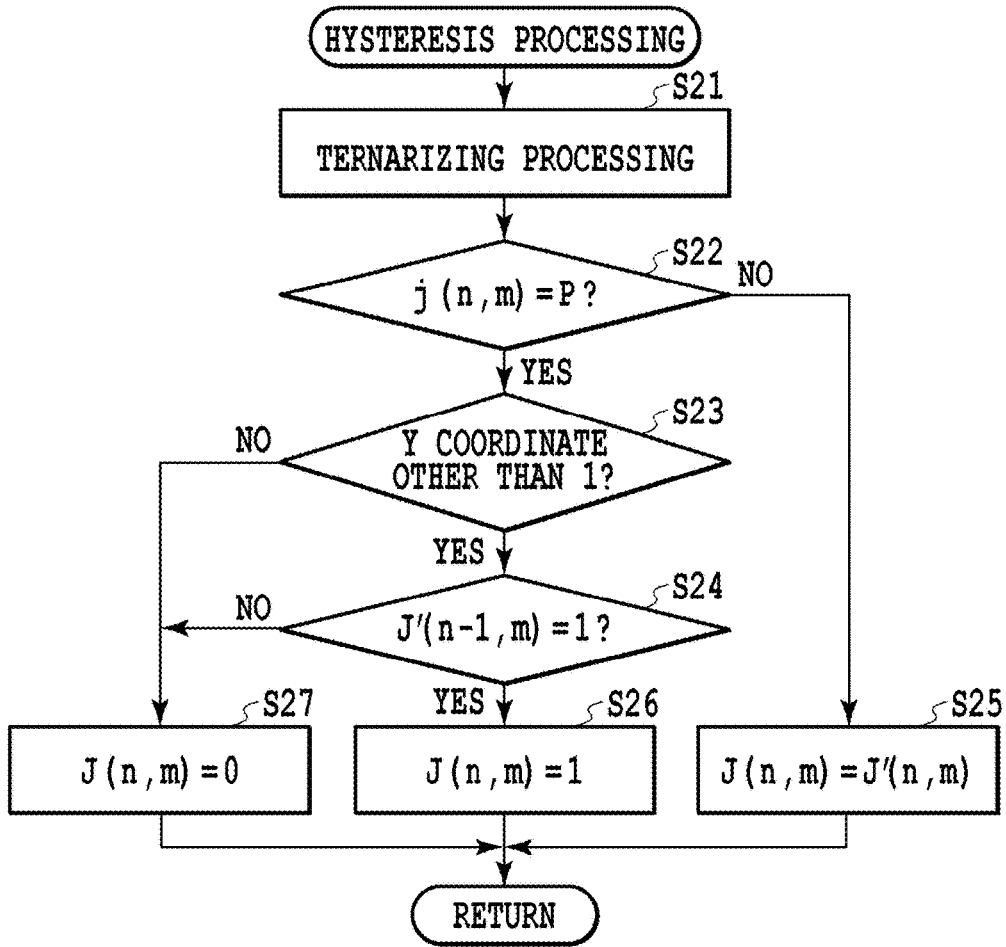 HYSTERESIS PROCESSING
S21
TERNARIZING PROCESSING
S22
j(n,m)=P?
NO
YES
S23
Y COORDINATE
OTHER THAN 1?
NO
YES
S24
J'(n-1,m)=1?
NO
YES
S27
J(n,m)=0
S26
J(n,m)=1
S25
J(n,m)=J'(n,m)
RETURN